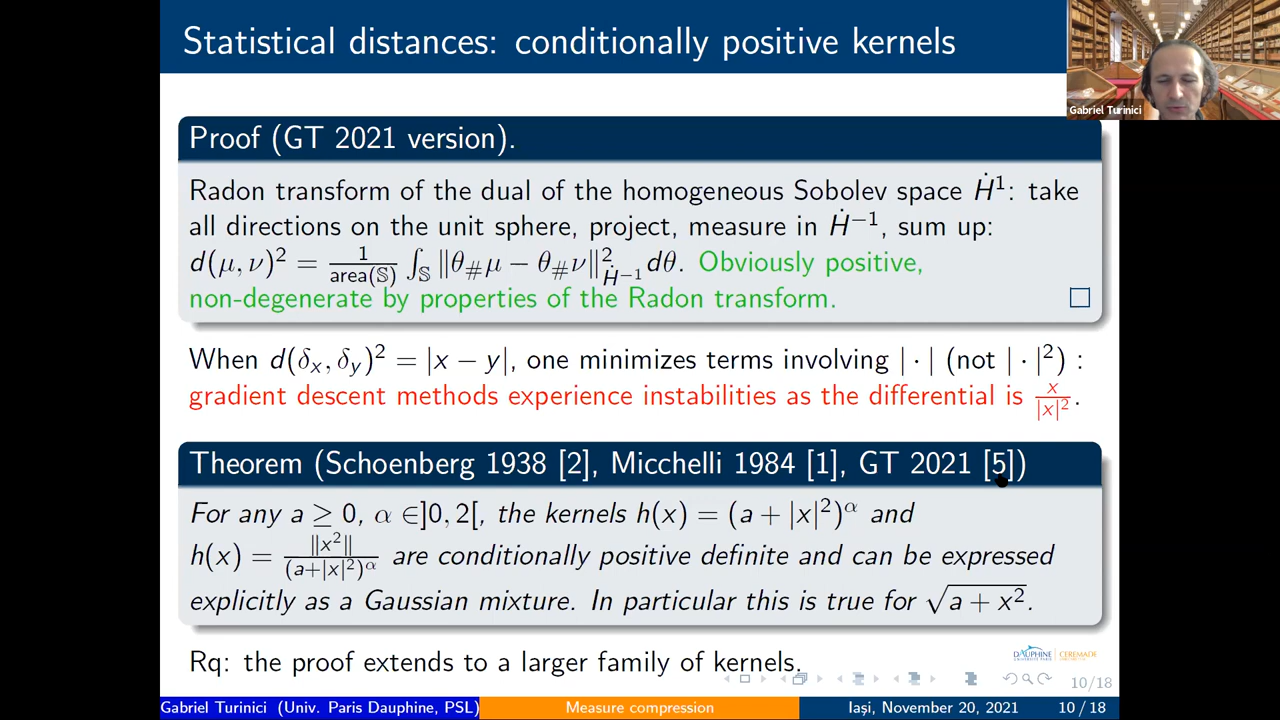 Statistical distances: conditionally positive kernels
Gabriel Turinici
Proof (GT 2021 version).
Radon transform of the dual of the homogeneous Sobolev space Ḣ¹: take
all directions on the unit sphere, project, measure in Ḣ⁻¹, sum up:
d(μ, ν)² = 1/area(𝕊) ∫_𝕊 ‖θ_#μ − θ_#ν‖²_{Ḣ⁻¹} dθ. Obviously positive,
non-degenerate by properties of the Radon transform. □
When d(δ_x, δ_y)² = |x − y|, one minimizes terms involving | · | (not | · |²) :
gradient descent methods experience instabilities as the differential is x/|x|².
Theorem (Schoenberg 1938 [2], Micchelli 1984 [1], GT 2021 [5])
For any a ≥ 0, α ∈]0, 2[, the kernels h(x) = (a + |x|²)^α and
h(x) = ‖x²‖/(a+|x|²)^α are conditionally positive definite and can be expressed
explicitly as a Gaussian mixture. In particular this is true for √(a + x²).
Rq: the proof extends to a larger family of kernels.
DAUPHINE CEREMADE
10/18
Gabriel Turinici (Univ. Paris Dauphine, PSL) Measure compression Iași, November 20, 2021 10 / 18